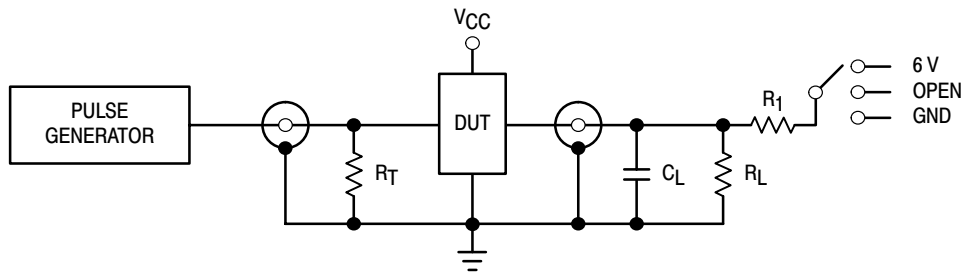 VCC
PULSE
GENERATOR
DUT
RT
CL
RL
R1
6 V
OPEN
GND